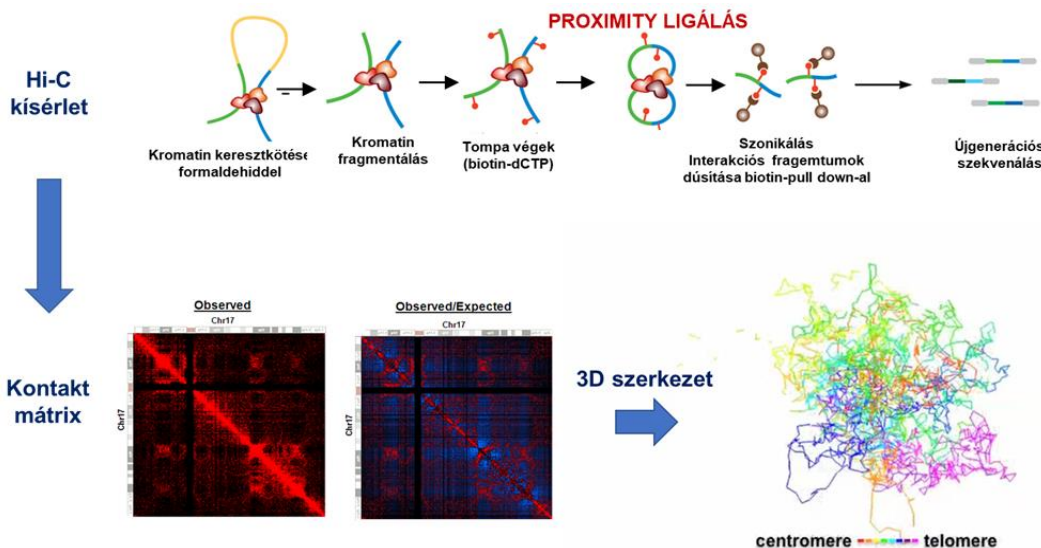 PROXIMITY LIGÁLÁS
Hi-C
kísérlet
Kromatin keresztkötése
formaldehiddel
Kromatin
fragmentálás
Tompa végek
(biotin-dCTP)
Szonikálás
Interakciós fragemtumok
dúsítása biotin-pull down-al
Újgenerációs
szekvenálás
Observed
Chr17
Observed/Expected
Chr17
Kontakt
mátrix
Chr17
Chr17
3D szerkezet
centromere
telomere